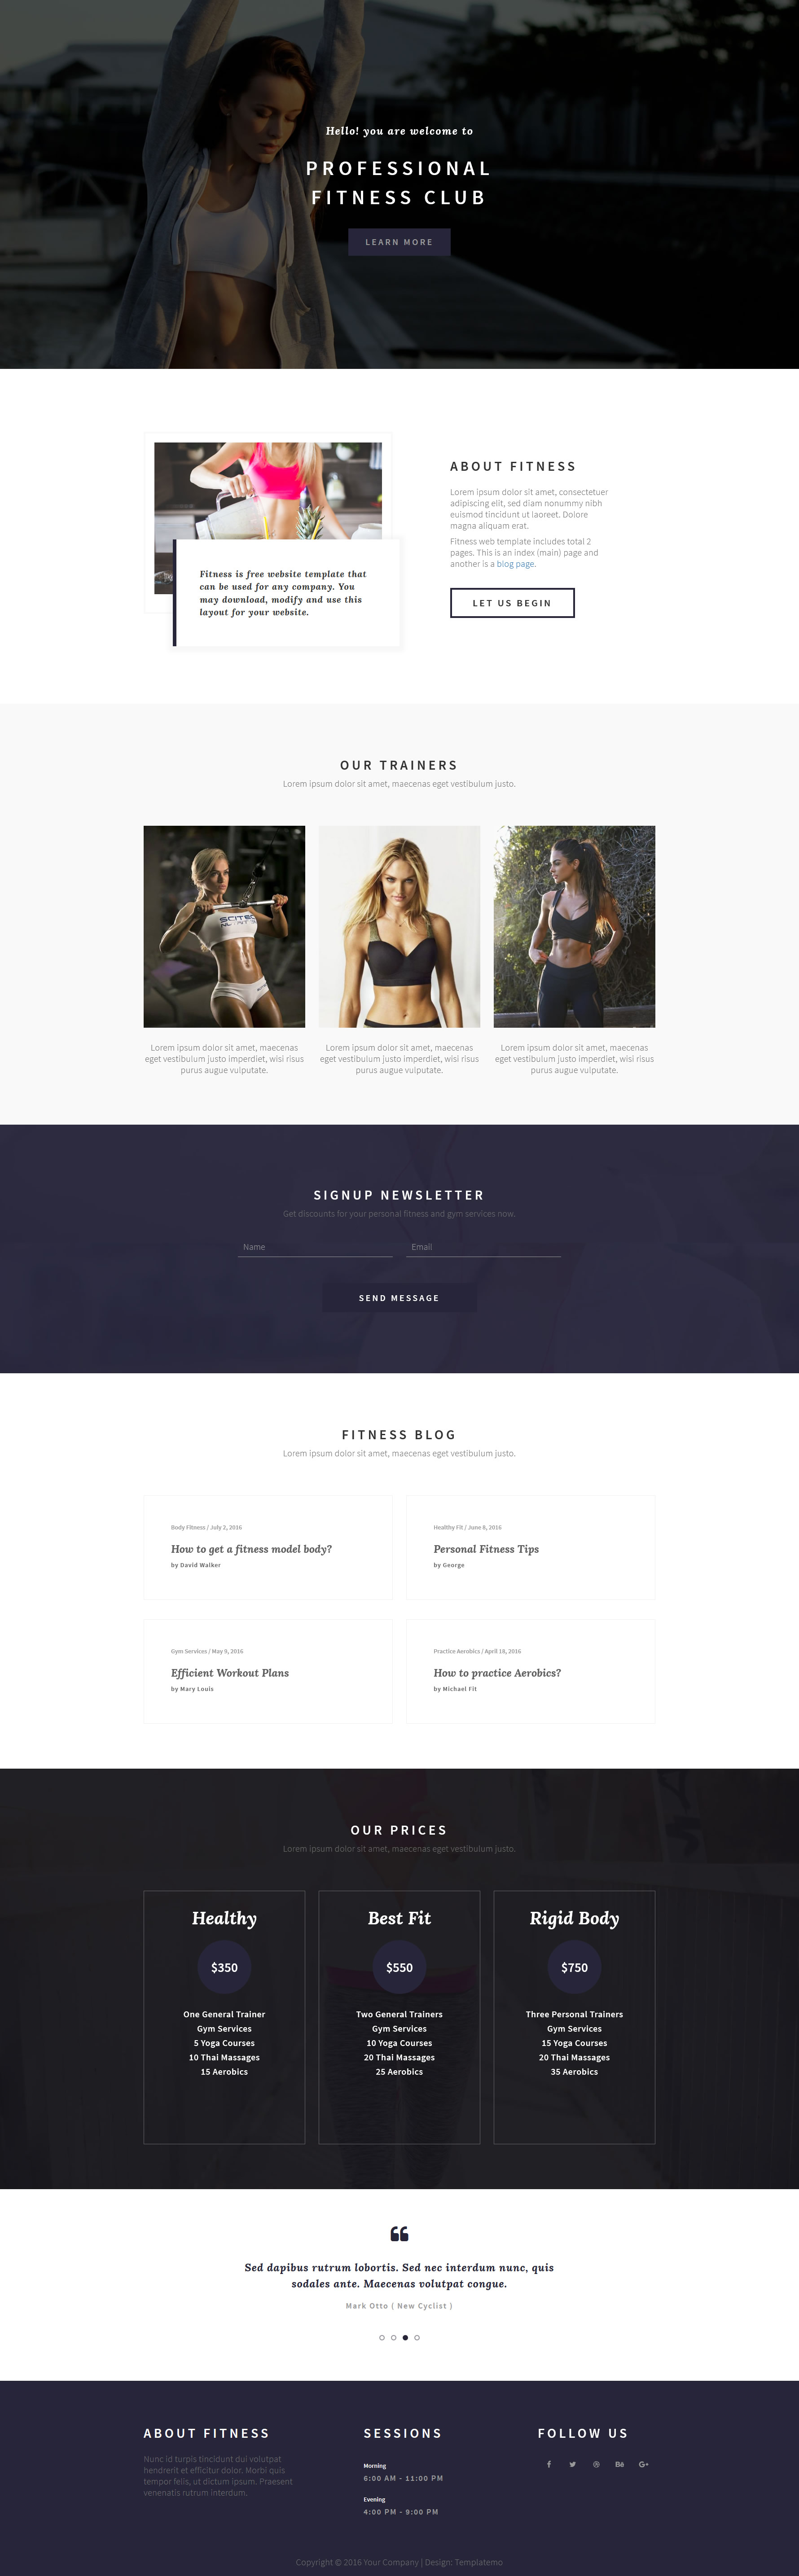 Hello! you are welcome to
PROFESSIONAL
FITNESS CLUB
LEARN MORE
ABOUT FITNESS
Lorem ipsum dolor sit amet, consectetuer
adipiscing elit, sed diam nonummy nibh
euismod tincidunt ut laoreet. Dolore
magna aliquam erat.
Fitness web template includes total 2
pages. This is an index (main) page and
another is a blog page.
LET US BEGIN
Fitness is free website template that
can be used for any company. You
may download, modify and use this
layout for your website.
OUR TRAINERS
Lorem ipsum dolor sit amet, maecenas eget vestibulum justo.
SCITEC
Lorem ipsum dolor sit amet, maecenas
eget vestibulum justo imperdiet, wisi risus
purus augue vulputate.
Lorem ipsum dolor sit amet, maecenas
eget vestibulum justo imperdiet, wisi risus
purus augue vulputate.
Lorem ipsum dolor sit amet, maecenas
eget vestibulum justo imperdiet, wisi risus
purus augue vulputate.
SIGNUP NEWSLETTER
Get discounts for your personal fitness and gym services now.
Name
Email
SEND MESSAGE
FITNESS BLOG
Lorem ipsum dolor sit amet, maecenas eget vestibulum justo.
Body Fitness / July 2, 2016
How to get a fitness model body?
by David Walker
Healthy Fit / June 8, 2016
Personal Fitness Tips
by George
Gym Services / May 9, 2016
Efficient Workout Plans
by Mary Louis
Practice Aerobics / April 18, 2016
How to practice Aerobics?
by Michael Fit
OUR PRICES
Lorem ipsum dolor sit amet, maecenas eget vestibulum justo.
Healthy
$350
One General Trainer
Gym Services
5 Yoga Courses
10 Thai Massages
15 Aerobics
Best Fit
$550
Two General Trainers
Gym Services
10 Yoga Courses
20 Thai Massages
25 Aerobics
Rigid Body
$750
Three Personal Trainers
Gym Services
15 Yoga Courses
20 Thai Massages
35 Aerobics
Sed dapibus rutrum lobortis. Sed nec interdum nunc, quis
sodales ante. Maecenas volutpat congue.
Mark Otto ( New Cyclist )
ABOUT FITNESS
Nunc id turpis tincidunt dui volutpat
hendrerit et efficitur dolor. Morbi quis
tempor felis, ut dictum ipsum. Praesent
venenatis rutrum interdum.
SESSIONS
Morning
6:00 AM - 11:00 PM
Evening
4:00 PM - 9:00 PM
FOLLOW US
Copyright © 2016 Your Company | Design: Templatemo